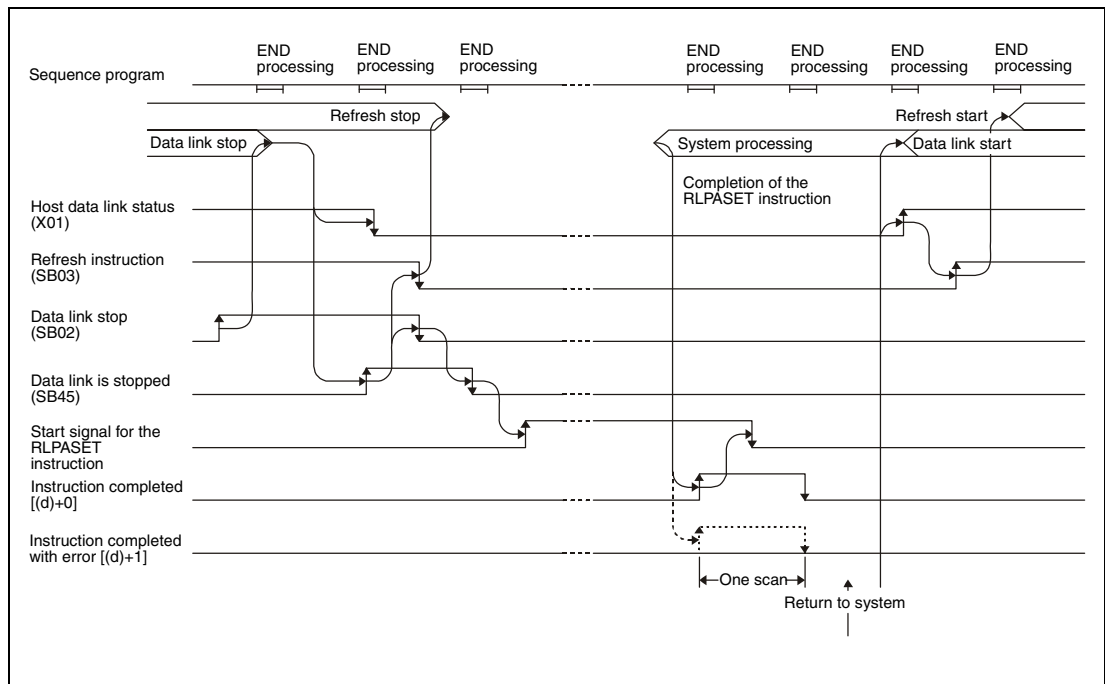 END processing
END processing
END processing
END processing
END processing
END processing
END processing
Sequence program
Refresh stop
Refresh start
Data link stop
System processing
Data link start
Completion of the
RLPASET instruction
Host data link status
(X01)
Refresh instruction
(SB03)
Data link stop
(SB02)
Data link is stopped
(SB45)
Start signal for the
RLPASET
instruction
Instruction completed
[(d)+0]
Instruction completed
with error [(d)+1]
One scan
Return to system